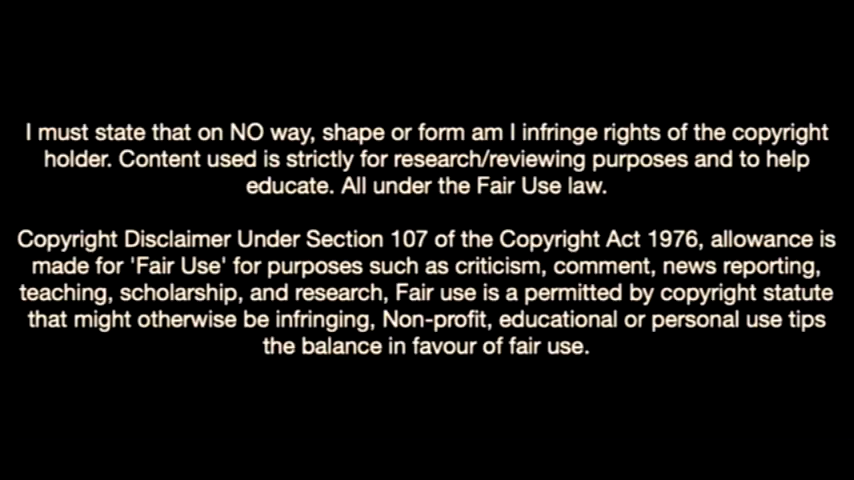 I must state that on NO way, shape or form am I infringe rights of the copyright
holder. Content used is strictly for research/reviewing purposes and to help
educate. All under the Fair Use law.
Copyright Disclaimer Under Section 107 of the Copyright Act 1976, allowance is
made for 'Fair Use' for purposes such as criticism, comment, news reporting,
teaching, scholarship, and research, Fair use is a permitted by copyright statute
that might otherwise be infringing, Non-profit, educational or personal use tips
the balance in favour of fair use.